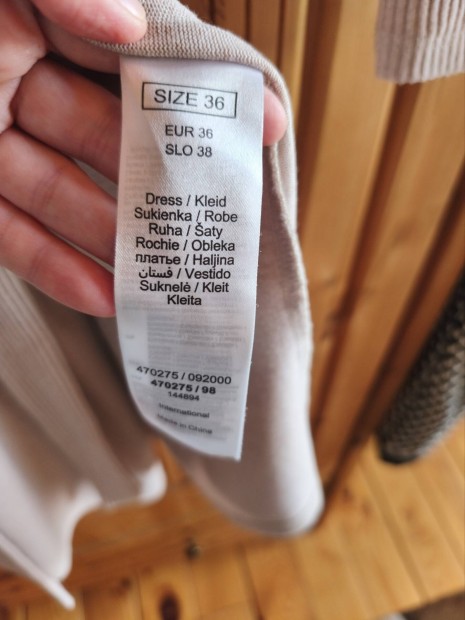 SIZE 36
EUR 36
SLO 38
Dress / Kleid
Sukienka / Robe
Ruha / Šaty
Rochie / Obleka
платье / Haljina
فستان / Vestido
Suknelė / Kleit
Kleita
470275 / 092000
470275 / 98
144894
International
Made in China